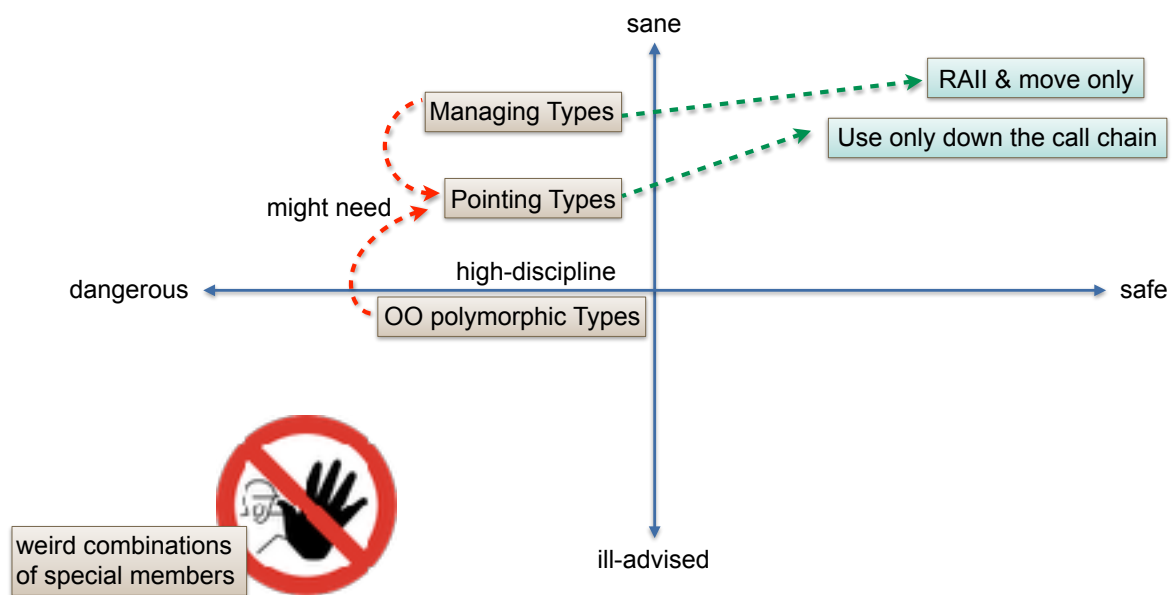 sane
RAII & move only
Managing Types
Use only down the call chain
Pointing Types
might need
high-discipline
dangerous
safe
OO polymorphic Types
weird combinations
of special members
ill-advised